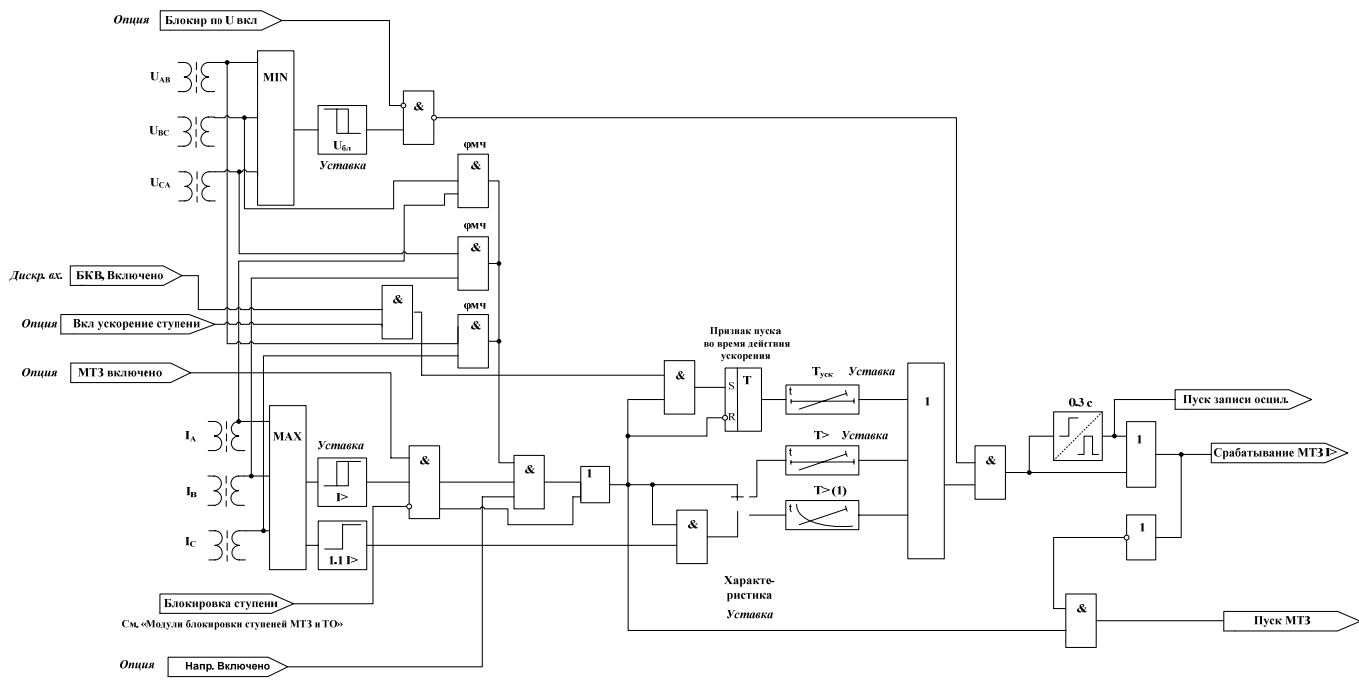 Опция Блокир по U вкл
U_AB
MIN
U_BC
&
U_бл
Уставка
U_CA
φмч
&
φмч
&
Дискр. вх. БКВ, Включено
&
Опция Вкл ускорение ступени
φмч
&
Признак пуска
во время действия
ускорения
Опция МТЗ включено
&
S T
R
t
T_уск Уставка
1
0.3 с
Пуск записи осцил.
I_A
MAX
Уставка
I>
&
&
1
T> Уставка
t
&
1
Срабатывание МТЗ I>
I_B
T>(1)
t
&
I_C
1.1 I>
1
Характе-
ристика
Уставка
Блокировка ступени
См. «Модули блокировки ступеней МТЗ и ТО»
&
Пуск МТЗ
Опция Напр. Включено